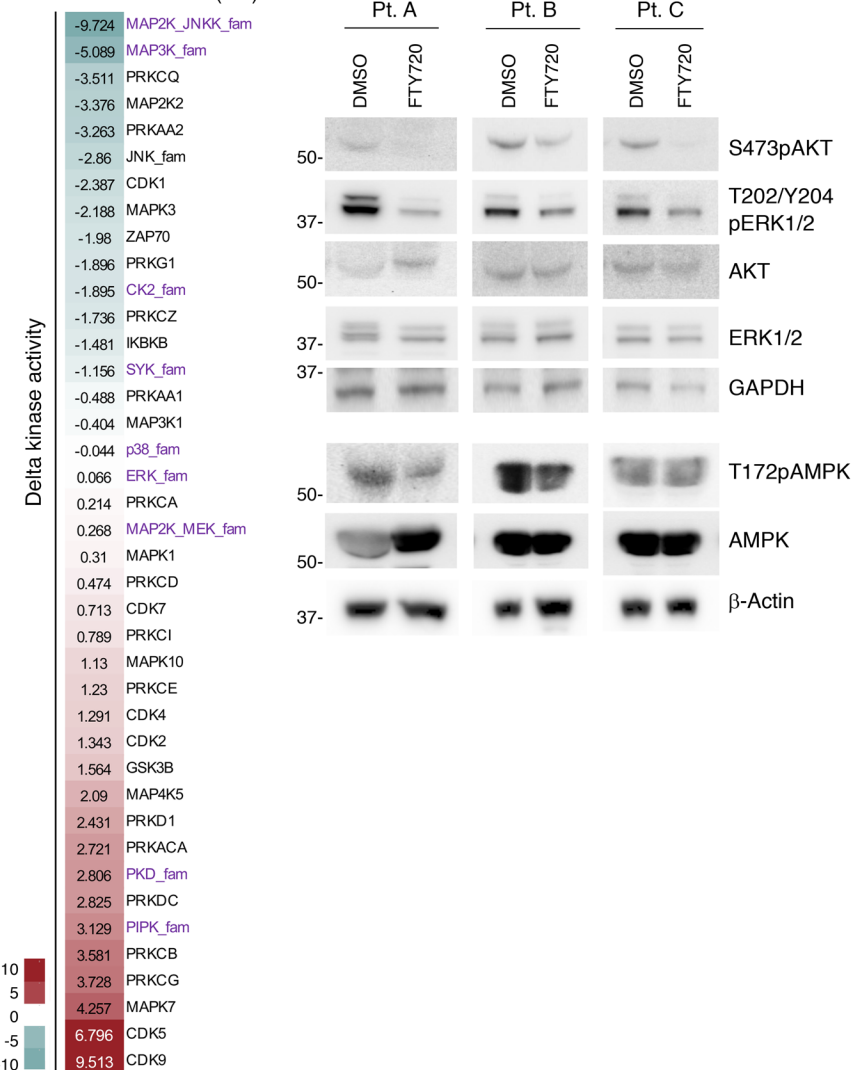 Pt. A
Pt. B
Pt. C
DMSO
FTY720
DMSO
FTY720
DMSO
FTY720
Delta kinase activity
-9.724 MAP2K_JNKK_fam
-5.089 MAP3K_fam
-3.511 PRKCQ
-3.376 MAP2K2
-3.263 PRKAA2
-2.86 JNK_fam
-2.387 CDK1
-2.188 MAPK3
-1.98 ZAP70
-1.896 PRKG1
-1.895 CK2_fam
-1.736 PRKCZ
-1.481 IKBKB
-1.156 SYK_fam
-0.488 PRKAA1
-0.404 MAP3K1
-0.044 p38_fam
0.066 ERK_fam
0.214 PRKCA
0.268 MAP2K_MEK_fam
0.31 MAPK1
0.474 PRKCD
0.713 CDK7
0.789 PRKCI
1.13 MAPK10
1.23 PRKCE
1.291 CDK4
1.343 CDK2
1.564 GSK3B
2.09 MAP4K5
2.431 PRKD1
2.721 PRKACA
2.806 PKD_fam
2.825 PRKDC
3.129 PIPK_fam
3.581 PRKCB
3.728 PRKCG
4.257 MAPK7
6.796 CDK5
9.513 CDK9
10
5
0
-5
10
50- S473pAKT
37- T202/Y204
pERK1/2
50- AKT
37- ERK1/2
37- GAPDH
50- T172pAMPK
50- AMPK
37- β-Actin